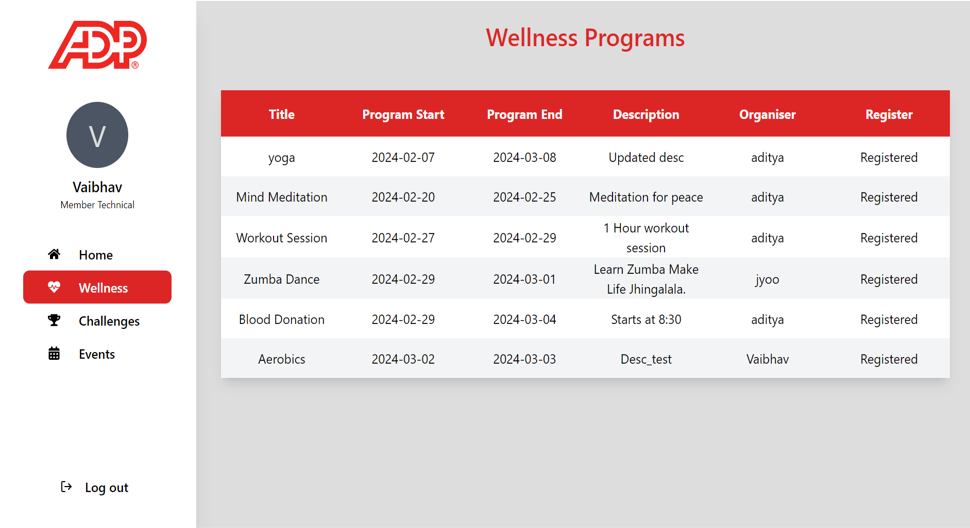 ADP®
V
Vaibhav
Member Technical
Home
Wellness
Challenges
Events
Log out
Wellness Programs
Title Program Start Program End Description Organiser Register
yoga 2024-02-07 2024-03-08 Updated desc aditya Registered
Mind Meditation 2024-02-20 2024-02-25 Meditation for peace aditya Registered
Workout Session 2024-02-27 2024-02-29 1 Hour workout session aditya Registered
Zumba Dance 2024-02-29 2024-03-01 Learn Zumba Make Life Jhingalala. jyoo Registered
Blood Donation 2024-02-29 2024-03-04 Starts at 8:30 aditya Registered
Aerobics 2024-03-02 2024-03-03 Desc_test Vaibhav Registered